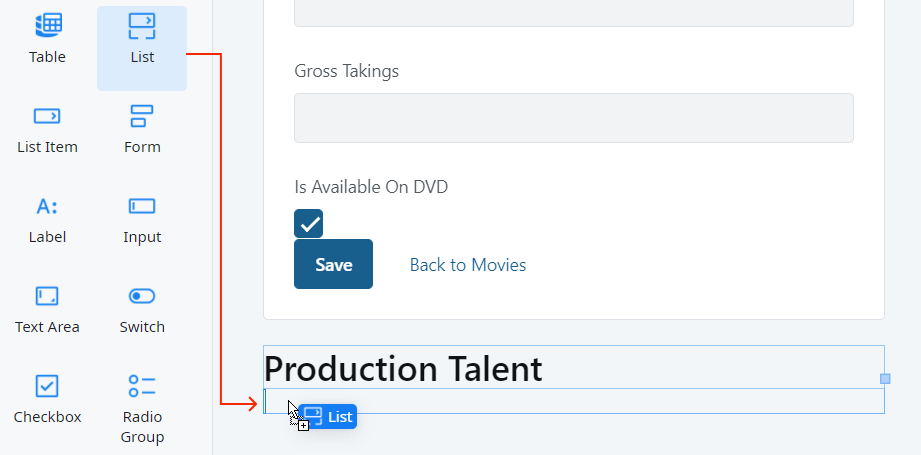 Table
List
List Item
Form
Label
Input
Text Area
Switch
Checkbox
Radio
Group
Gross Takings
Is Available On DVD
Save
Back to Movies
Production Talent
List